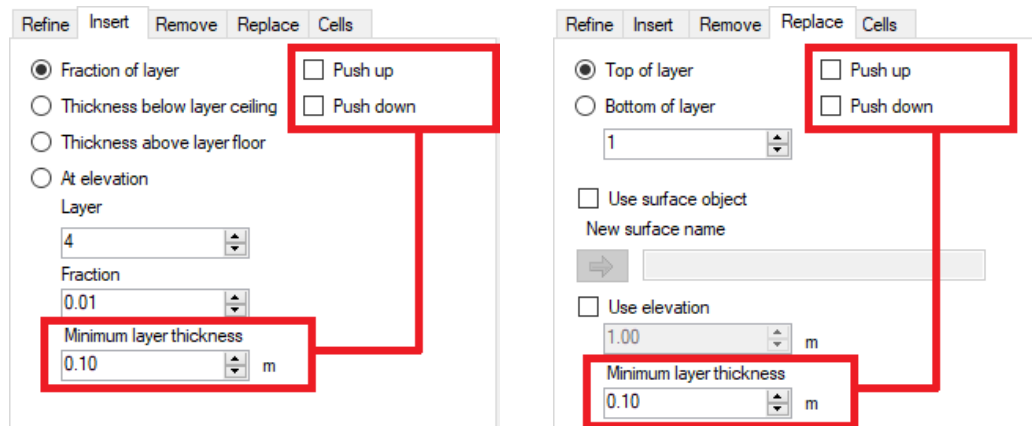 Refine Insert Remove Replace Cells
Fraction of layer Push up
Thickness below layer ceiling Push down
Thickness above layer floor
At elevation
Layer
4
Fraction
0.01
Minimum layer thickness
0.10 m
Refine Insert Remove Replace Cells
Top of layer Push up
Bottom of layer Push down
1
Use surface object
New surface name
Use elevation
1.00 m
Minimum layer thickness
0.10 m